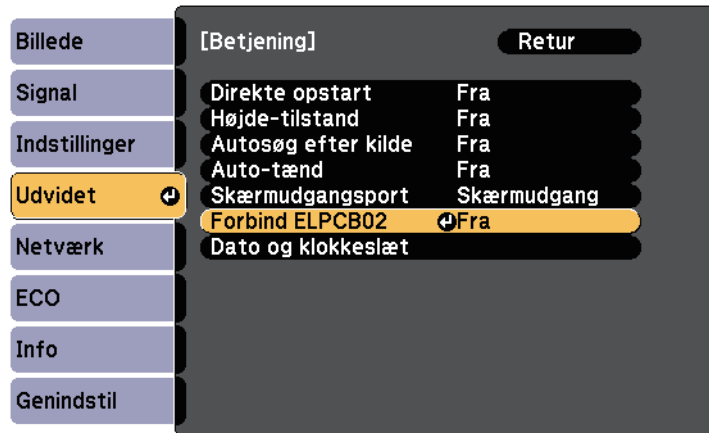 Billede
Signal
Indstillinger
Udvidet
Netværk
ECO
Info
Genindstil
[Betjening] Retur
Direkte opstart Fra
Højde-tilstand Fra
Autosøg efter kilde Fra
Auto-tænd Fra
Skærmudgangsport Skærmudgang
Forbind ELPCB02 Fra
Dato og klokkeslæt